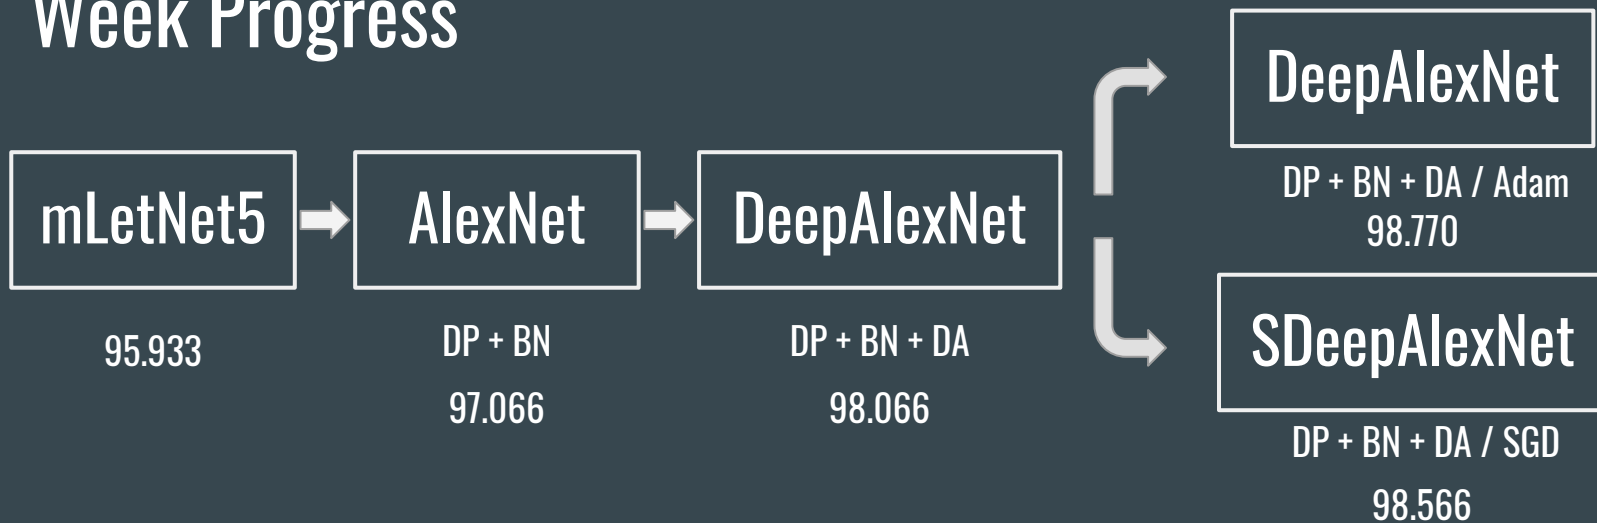 Week Progress
mLetNet5
95.933
AlexNet
DP + BN
97.066
DeepAlexNet
DP + BN + DA
98.066
DeepAlexNet
DP + BN + DA / Adam
98.770
SDeepAlexNet
DP + BN + DA / SGD
98.566